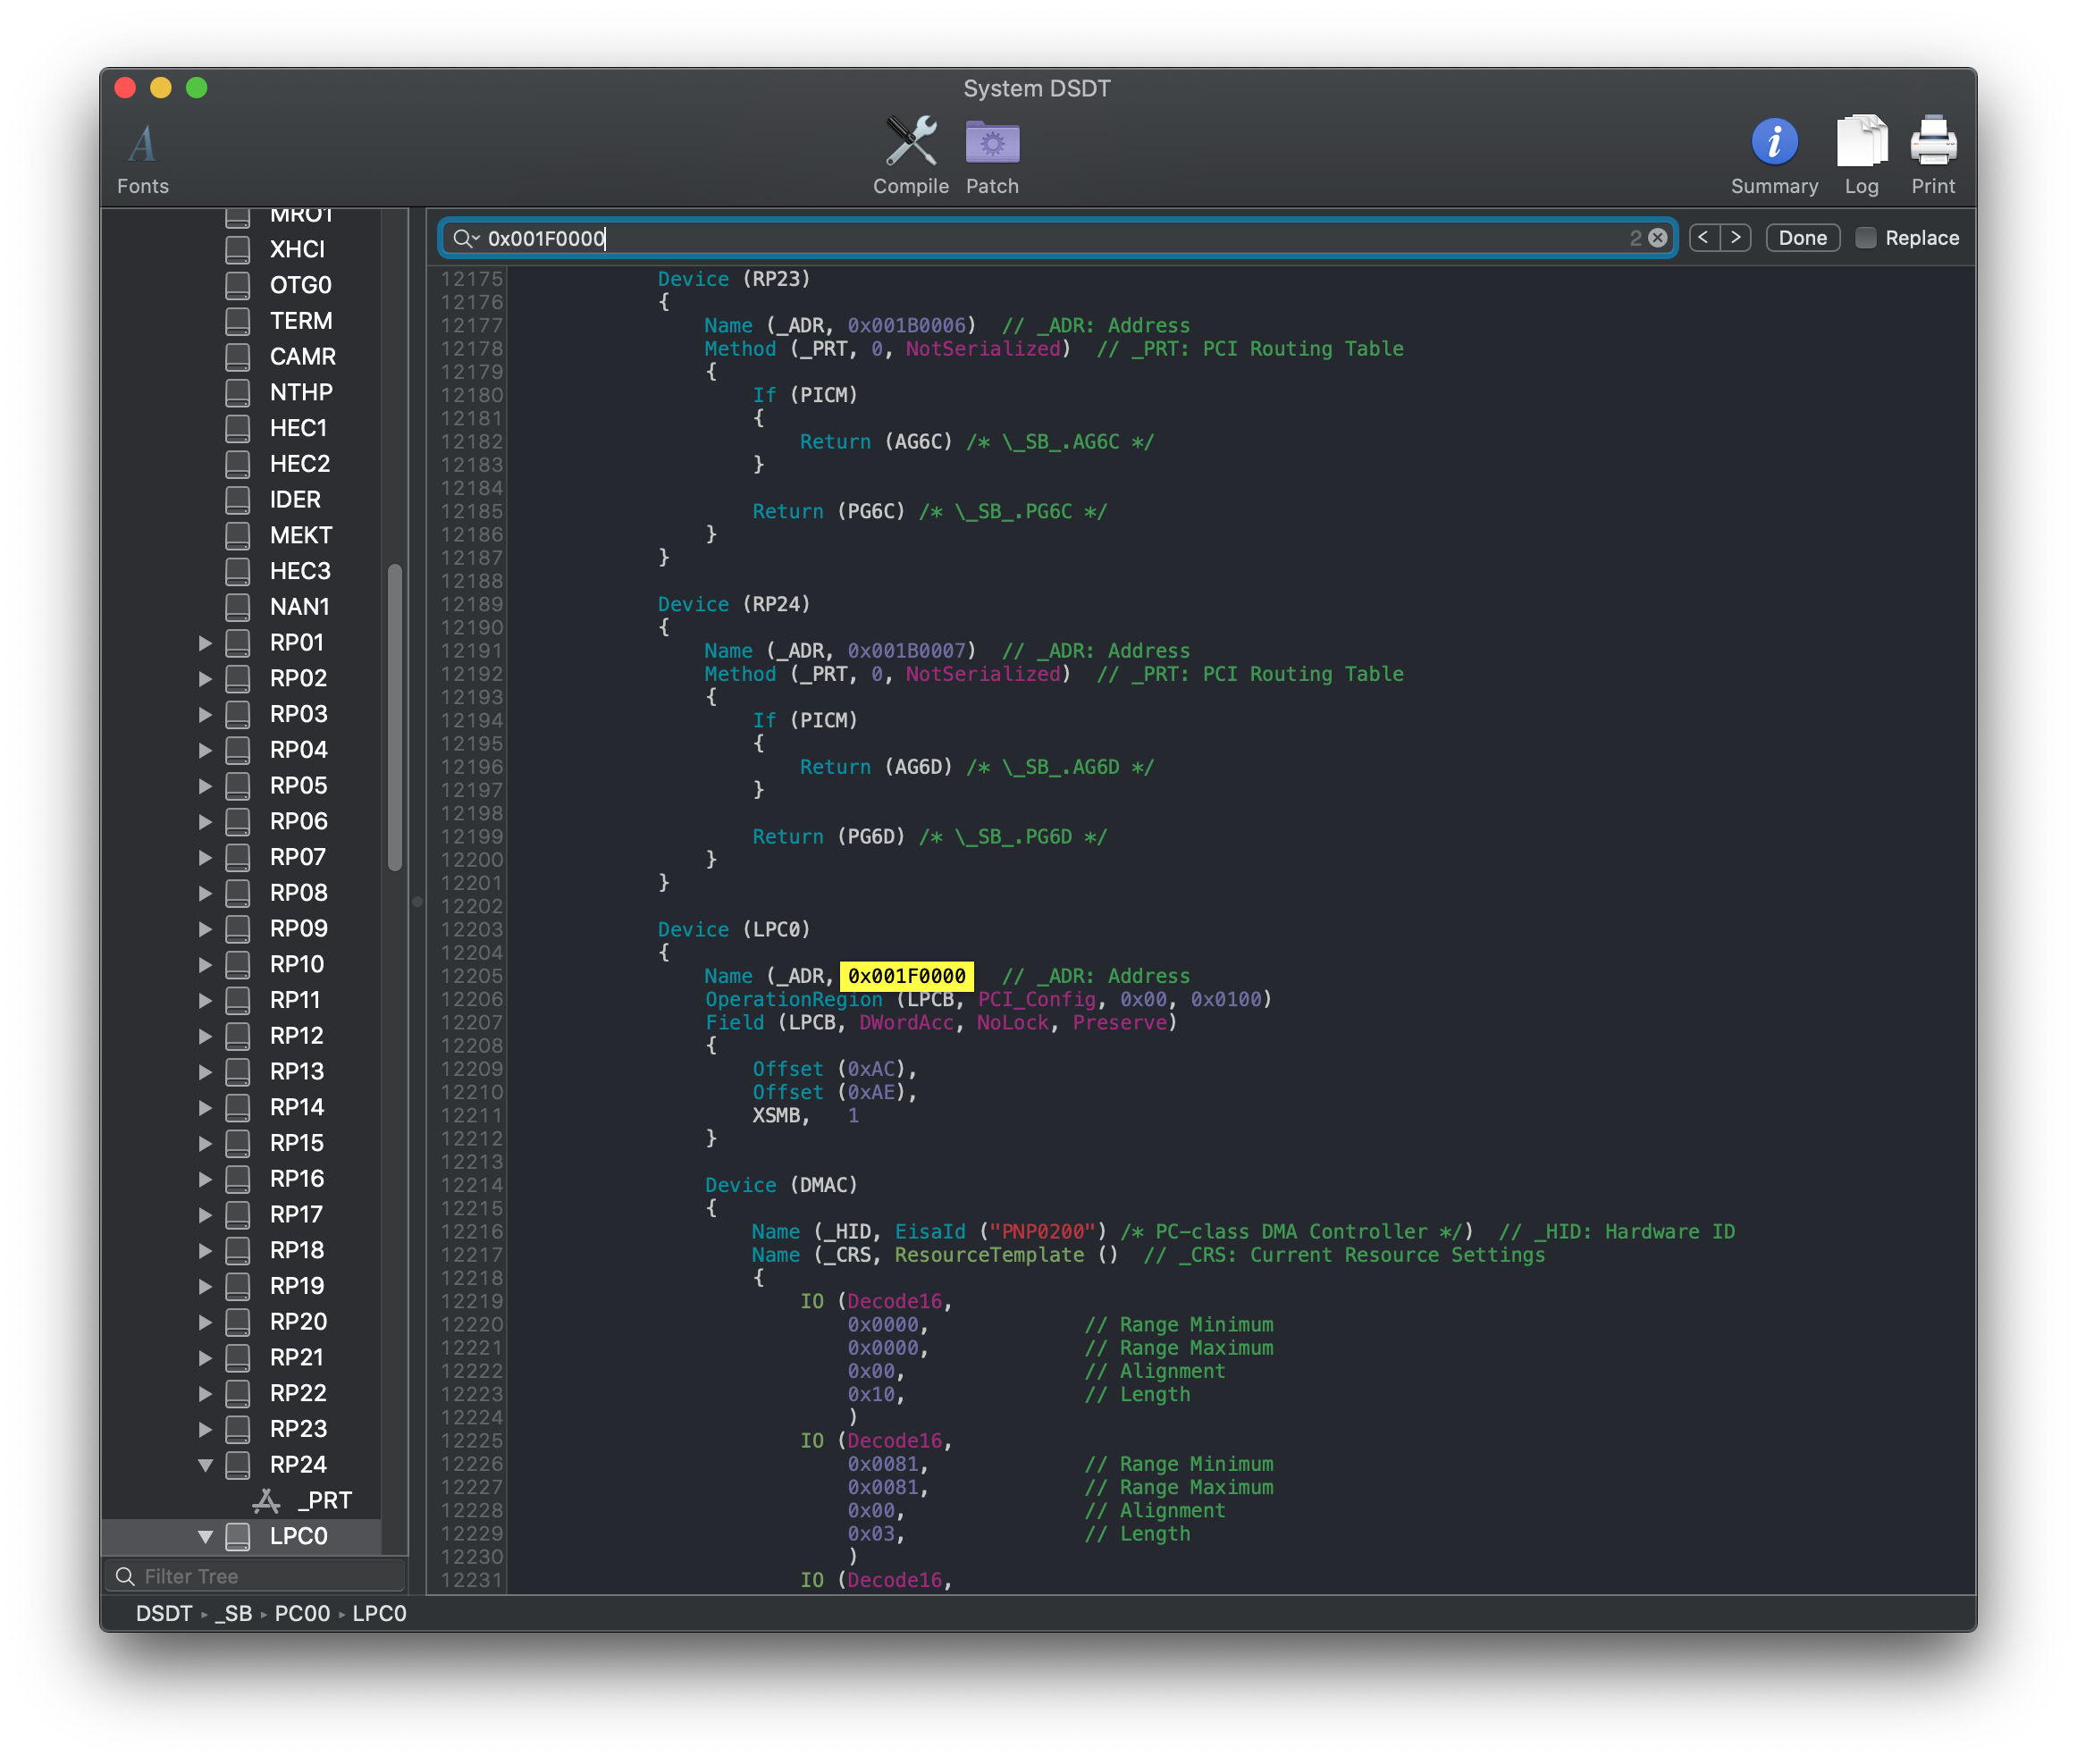 System DSDT
Fonts
Compile
Patch
Summary
Log
Print
MRO1
XHCI
OTG0
TERM
CAMR
NTHP
HEC1
HEC2
IDER
MEKT
HEC3
NAN1
RP01
RP02
RP03
RP04
RP05
RP06
RP07
RP08
RP09
RP10
RP11
RP12
RP13
RP14
RP15
RP16
RP17
RP18
RP19
RP20
RP21
RP22
RP23
RP24
_PRT
LPC0
Filter Tree
0x001F0000 2
< > Done Replace
12175 Device (RP23)
12176 {
12177 Name (_ADR, 0x001B0006) // _ADR: Address
12178 Method (_PRT, 0, NotSerialized) // _PRT: PCI Routing Table
12179 {
12180 If (PICM)
12181 {
12182 Return (AG6C) /* \_SB_.AG6C */
12183 }
12184
12185 Return (PG6C) /* \_SB_.PG6C */
12186 }
12187 }
12188
12189 Device (RP24)
12190 {
12191 Name (_ADR, 0x001B0007) // _ADR: Address
12192 Method (_PRT, 0, NotSerialized) // _PRT: PCI Routing Table
12193 {
12194 If (PICM)
12195 {
12196 Return (AG6D) /* \_SB_.AG6D */
12197 }
12198
12199 Return (PG6D) /* \_SB_.PG6D */
12200 }
12201 }
12202
12203 Device (LPC0)
12204 {
12205 Name (_ADR, 0x001F0000 // _ADR: Address
12206 OperationRegion (LPCB, PCI_Config, 0x00, 0x0100)
12207 Field (LPCB, DWordAcc, NoLock, Preserve)
12208 {
12209 Offset (0xAC),
12210 Offset (0xAE),
12211 XSMB, 1
12212 }
12213
12214 Device (DMAC)
12215 {
12216 Name (_HID, EisaId ("PNP0200") /* PC-class DMA Controller */) // _HID: Hardware ID
12217 Name (_CRS, ResourceTemplate () // _CRS: Current Resource Settings
12218 {
12219 IO (Decode16,
12220 0x0000, // Range Minimum
12221 0x0000, // Range Maximum
12222 0x00, // Alignment
12223 0x10, // Length
12224 )
12225 IO (Decode16,
12226 0x0081, // Range Minimum
12227 0x0081, // Range Maximum
12228 0x00, // Alignment
12229 0x03, // Length
12230 )
12231 IO (Decode16,
DSDT ▸ _SB ▸ PC00 ▸ LPC0